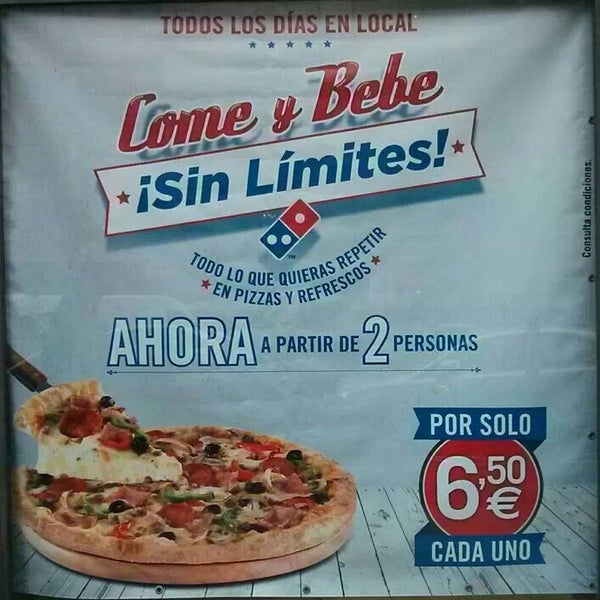 TODOS LOS DÍAS EN LOCAL
Come y Bebe
¡Sin Límites!
TM
TODO LO QUE QUIERAS REPETIR
EN PIZZAS Y REFRESCOS
AHORA A PARTIR DE 2 PERSONAS
POR SOLO
6,50 €
CADA UNO
Consulta condiciones.